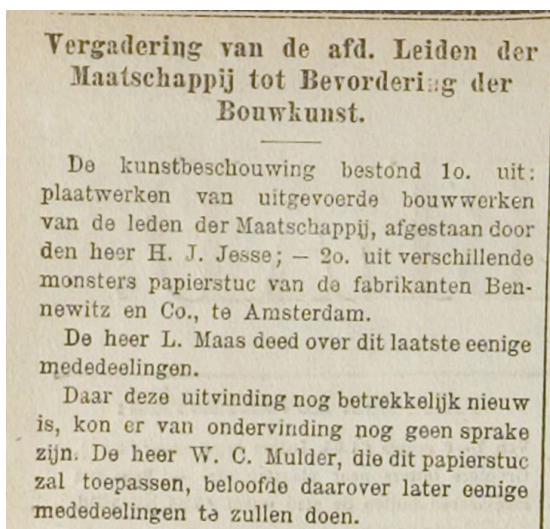 Vergadering van de afd. Leiden der
Maatschappij tot Bevordering der
Bouwkunst.
De kunstbeschouwing bestond 1o. uit:
plaatwerken van uitgevoerde bouwwerken
van de leden der Maatschappij, afgestaan door
den heer H. J. Jesse; — 2o. uit verschillende
monsters papierstuc van de fabrikanten Ben-
newitz en Co., te Amsterdam.
De heer L. Maas deed over dit laatste eenige
mededeelingen.
Daar deze uitvinding nog betrekkelijk nieuw
is, kon er van ondervinding nog geen sprake
zijn. De heer W. C. Mulder, die dit papierstuc
zal toepassen, beloofde daarover later eenige
mededeelingen te zullen doen.